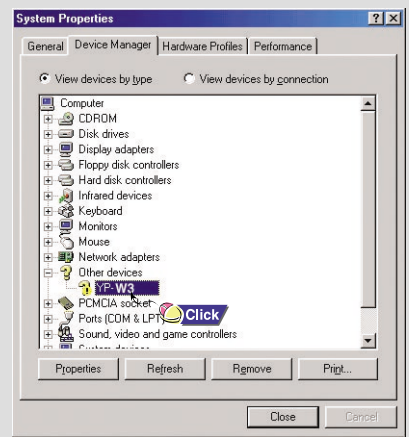 System Properties
General Device Manager Hardware Profiles Performance
View devices by type View devices by connection
Computer
CDROM
Disk drives
Display adapters
Floppy disk controllers
Hard disk controllers
Infrared devices
Keyboard
Monitors
Mouse
Network adapters
Other devices
YP-W3
PCMCIA socket
Ports (COM & LPT)
Click
Sound, video and game controllers
System devices
Properties Refresh Remove Print...
Close Cancel